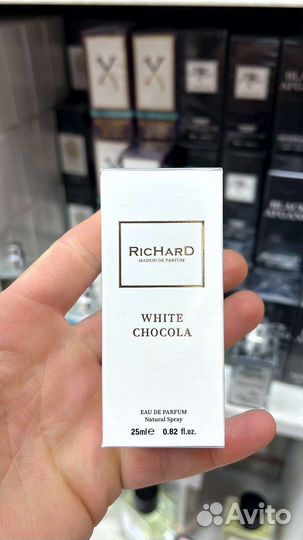 RICHARD
MAISON DE PARFUM
WHITE
CHOCOLA
EAU DE PARFUM
Natural Spray
25ml℮ 0.82 fl.oz.
Avito